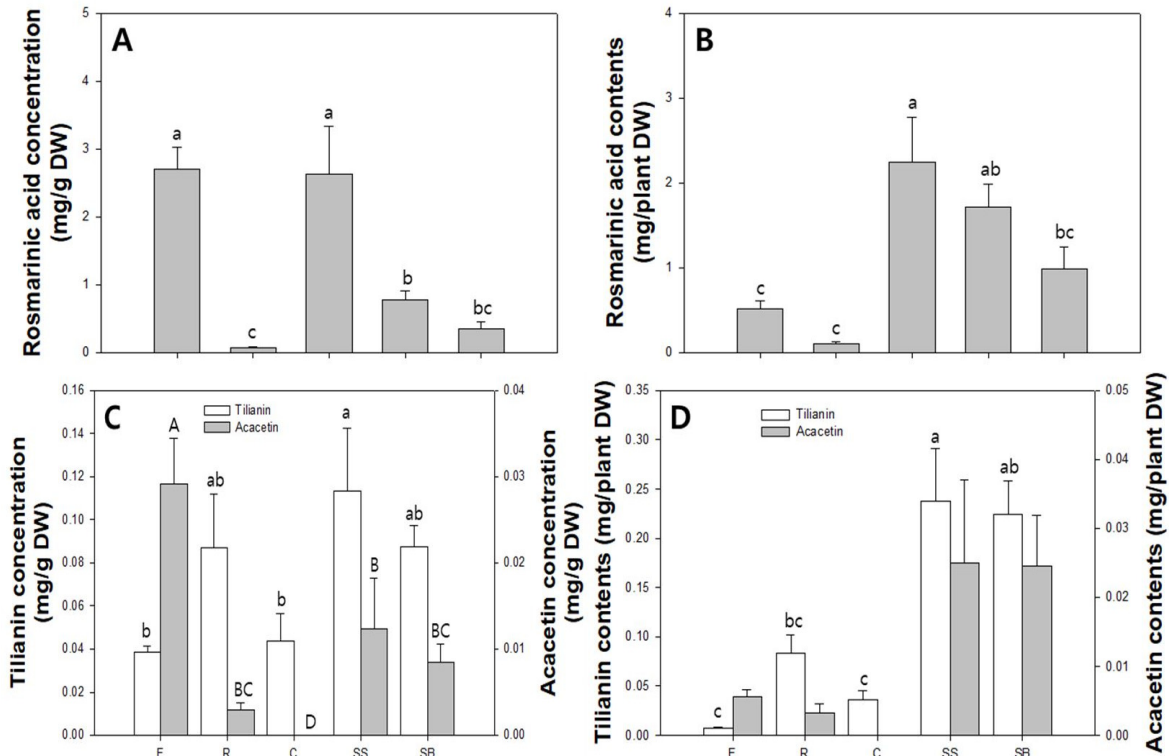 A
Rosmarinic acid concentration
(mg/g DW)
5
4
3
2
1
0
a
c
a
b
bc
B
Rosmarinic acid contents
(mg/plant DW)
4
3
2
1
0
c
c
a
ab
bc
C
Tilianin concentration
(mg/g DW)
0.16
0.14
0.12
0.10
0.08
0.06
0.04
0.02
0.00
Tilianin
Acacetin
b
A
ab
BC
b
D
a
B
ab
BC
R
C
SS
SB
0.04
0.03
0.02
0.01
0.00
Acacetin concentration
(mg/g DW)
D
Tilianin contents (mg/plant DW)
0.35
0.30
0.25
0.20
0.15
0.10
0.05
0.00
Tilianin
Acacetin
c
bc
c
a
ab
R
C
SS
SB
0.05
0.04
0.03
0.02
0.01
0.00
Acacetin contents (mg/plant DW)